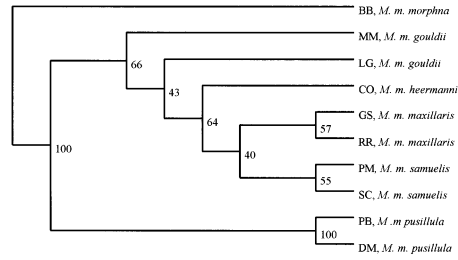 BB, M. m. morphna
MM, M. m. gouldii
66
LG, M. m. gouldii
43
CO, M. m. heermanni
64
GS, M. m. maxillaris
57
RR, M. m. maxillaris
100
40
PM, M. m. samuelis
55
SC, M. m. samuelis
PB, M .m pusillula
100
DM, M. m. pusillula